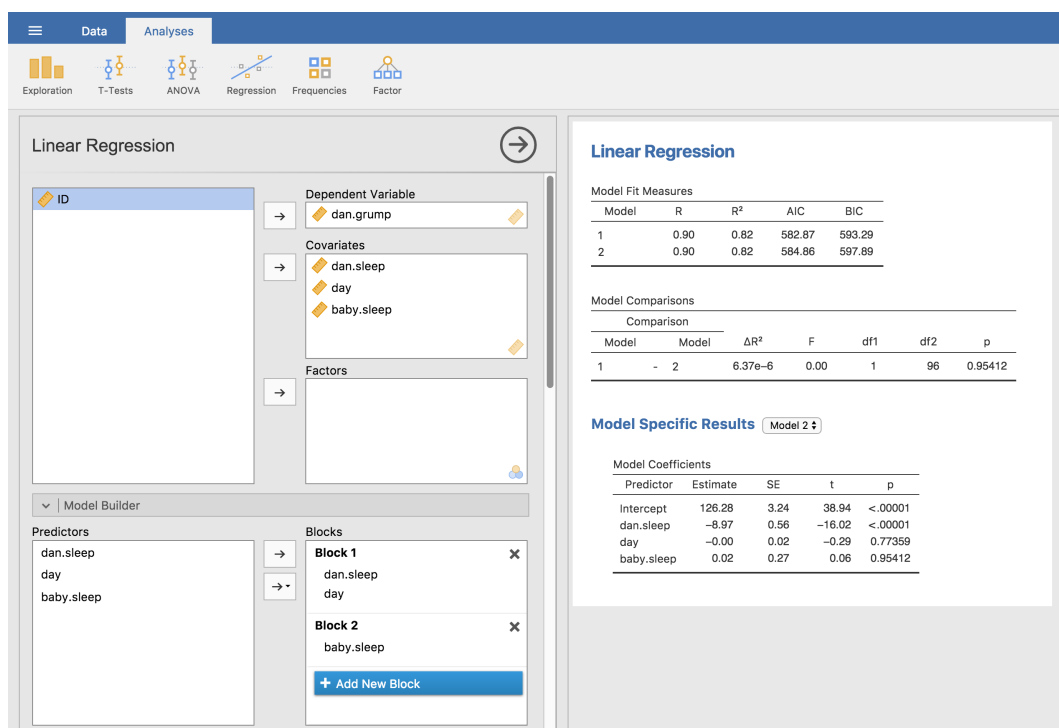 Data Analyses
Exploration T-Tests ANOVA Regression Frequencies Factor
Linear Regression
ID
Dependent Variable
dan.grump
Covariates
dan.sleep
day
baby.sleep
Factors
Model Builder
Predictors
dan.sleep
day
baby.sleep
Blocks
Block 1
dan.sleep
day
Block 2
baby.sleep
+ Add New Block
Linear Regression
Model Fit Measures
Model R R² AIC BIC
1 0.90 0.82 582.87 593.29
2 0.90 0.82 584.86 597.89
Model Comparisons
Comparison
Model Model ΔR² F df1 df2 p
1 - 2 6.37e−6 0.00 1 96 0.95412
Model Specific Results Model 2
Model Coefficients
Predictor Estimate SE t p
Intercept 126.28 3.24 38.94 <.00001
dan.sleep −8.97 0.56 −16.02 <.00001
day −0.00 0.02 −0.29 0.77359
baby.sleep 0.02 0.27 0.06 0.95412